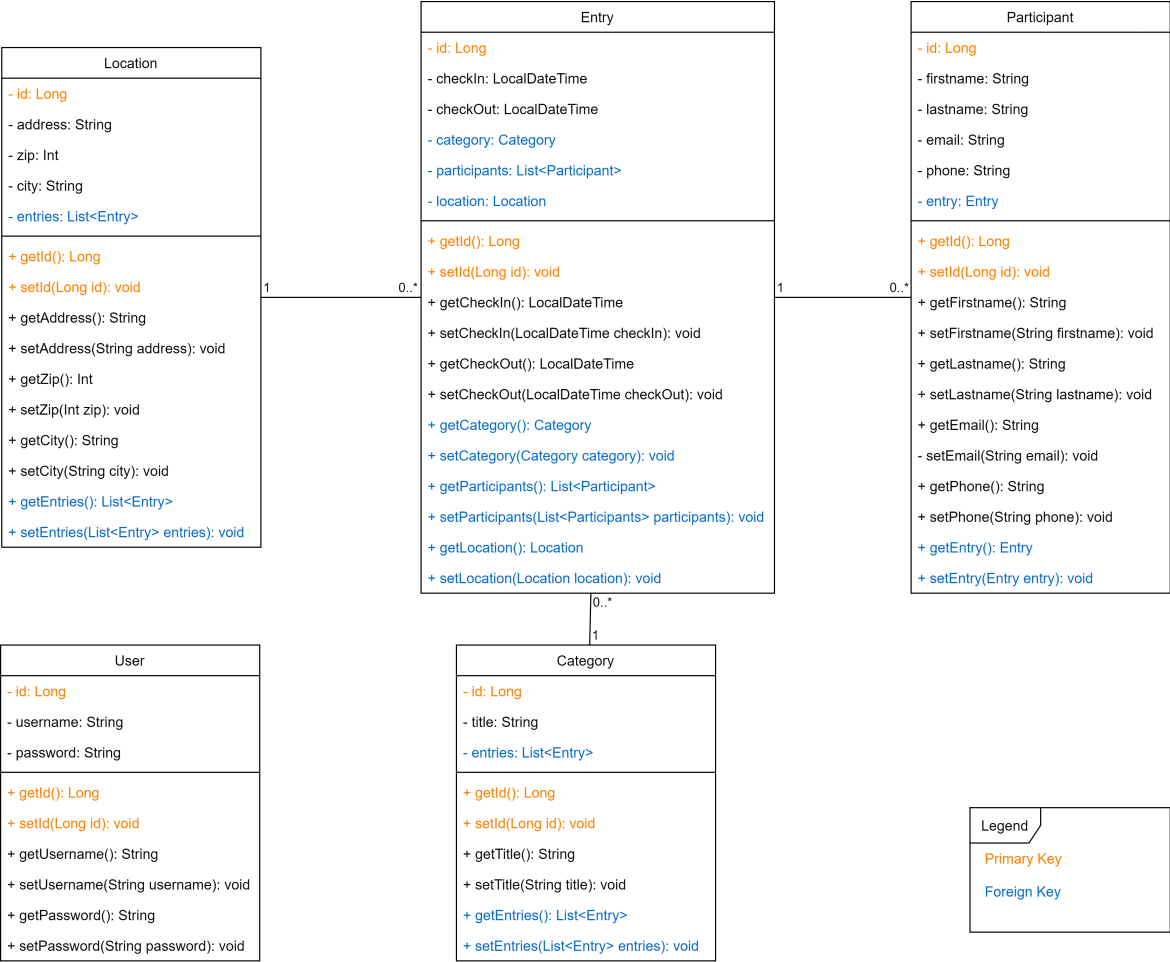 Location
- id: Long
- address: String
- zip: Int
- city: String
- entries: List<Entry>
+ getId(): Long
+ setId(Long id): void
+ getAddress(): String
+ setAddress(String address): void
+ getZip(): Int
+ setZip(Int zip): void
+ getCity(): String
+ setCity(String city): void
+ getEntries(): List<Entry>
+ setEntries(List<Entry> entries): void
1
0..*
Entry
- id: Long
- checkIn: LocalDateTime
- checkOut: LocalDateTime
- category: Category
- participants: List<Participant>
- location: Location
+ getId(): Long
+ setId(Long id): void
+ getCheckIn(): LocalDateTime
+ setCheckIn(LocalDateTime checkIn): void
+ getCheckOut(): LocalDateTime
+ setCheckOut(LocalDateTime checkOut): void
+ getCategory(): Category
+ setCategory(Category category): void
+ getParticipants(): List<Participant>
+ setParticipants(List<Participants> participants): void
+ getLocation(): Location
+ setLocation(Location location): void
1
0..*
Participant
- id: Long
- firstname: String
- lastname: String
- email: String
- phone: String
- entry: Entry
+ getId(): Long
+ setId(Long id): void
+ getFirstname(): String
+ setFirstname(String firstname): void
+ getLastname(): String
+ setLastname(String lastname): void
+ getEmail(): String
- setEmail(String email): void
+ getPhone(): String
+ setPhone(String phone): void
+ getEntry(): Entry
+ setEntry(Entry entry): void
0..*
1
User
- id: Long
- username: String
- password: String
+ getId(): Long
+ setId(Long id): void
+ getUsername(): String
+ setUsername(String username): void
+ getPassword(): String
+ setPassword(String password): void
Category
- id: Long
- title: String
- entries: List<Entry>
+ getId(): Long
+ setId(Long id): void
+ getTitle(): String
+ setTitle(String title): void
+ getEntries(): List<Entry>
+ setEntries(List<Entry> entries): void
Legend
Primary Key
Foreign Key